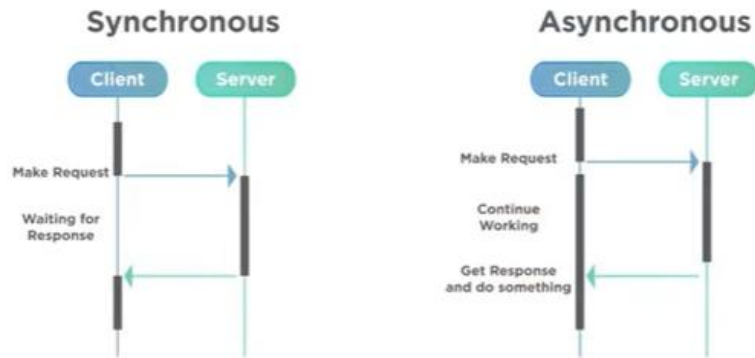 Synchronous
Client
Server
Make Request
Waiting for
Response
Asynchronous
Client
Server
Make Request
Continue
Working
Get Response
and do something